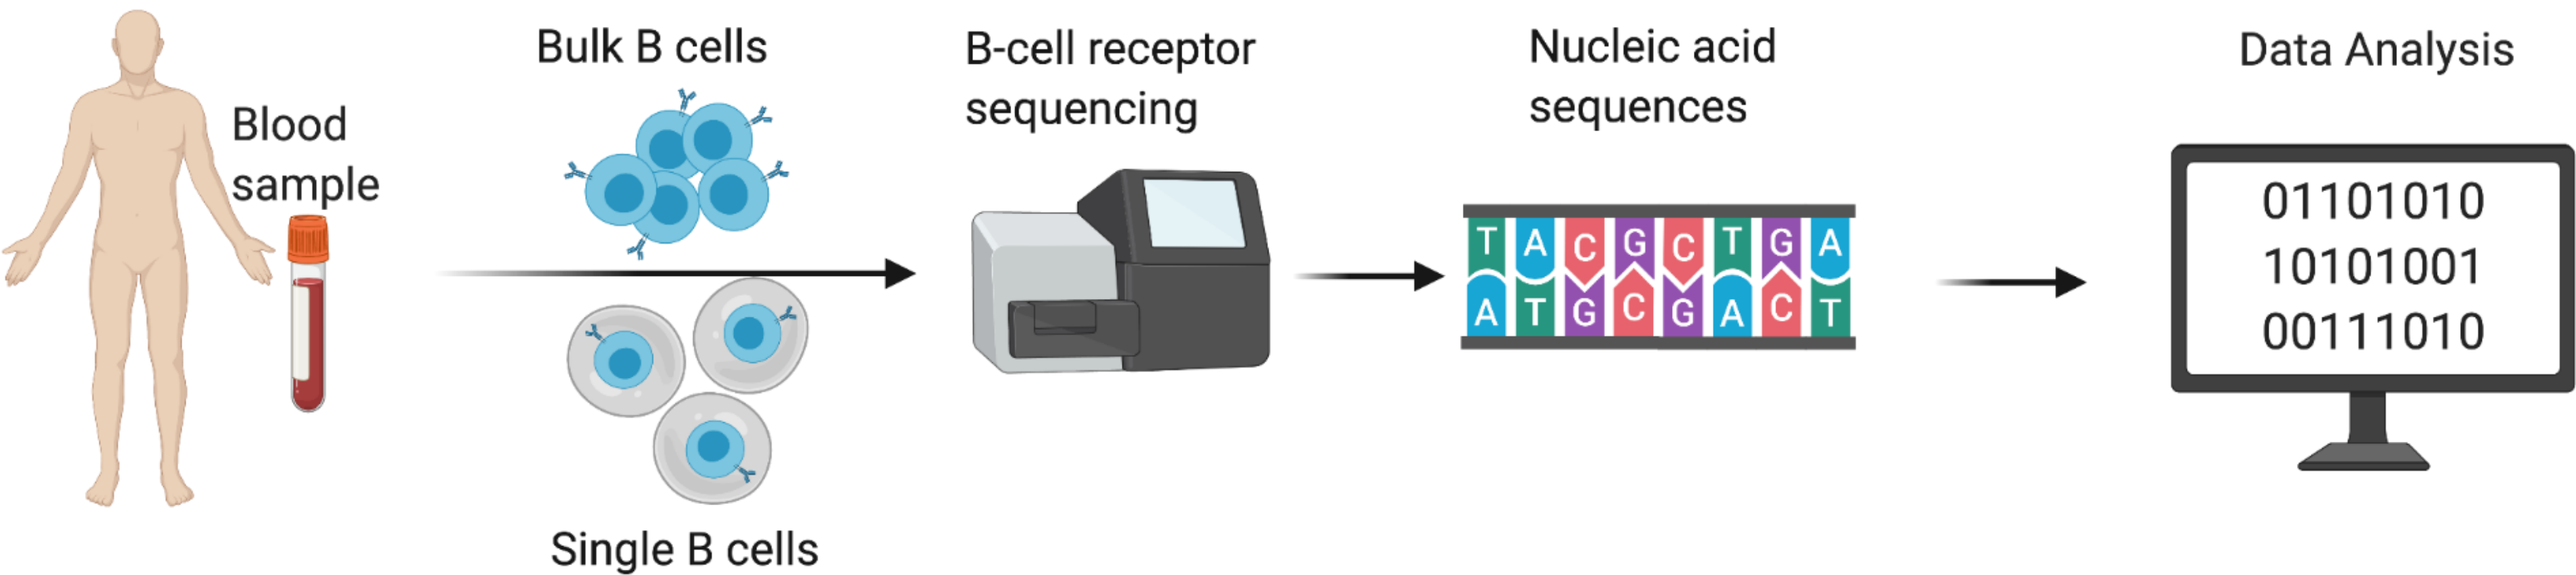 Blood
sample
Bulk B cells
Single B cells
B-cell receptor
sequencing
Nucleic acid
sequences
T A C G C T G A
A T G C G A C T
Data Analysis
01101010
10101001
00111010